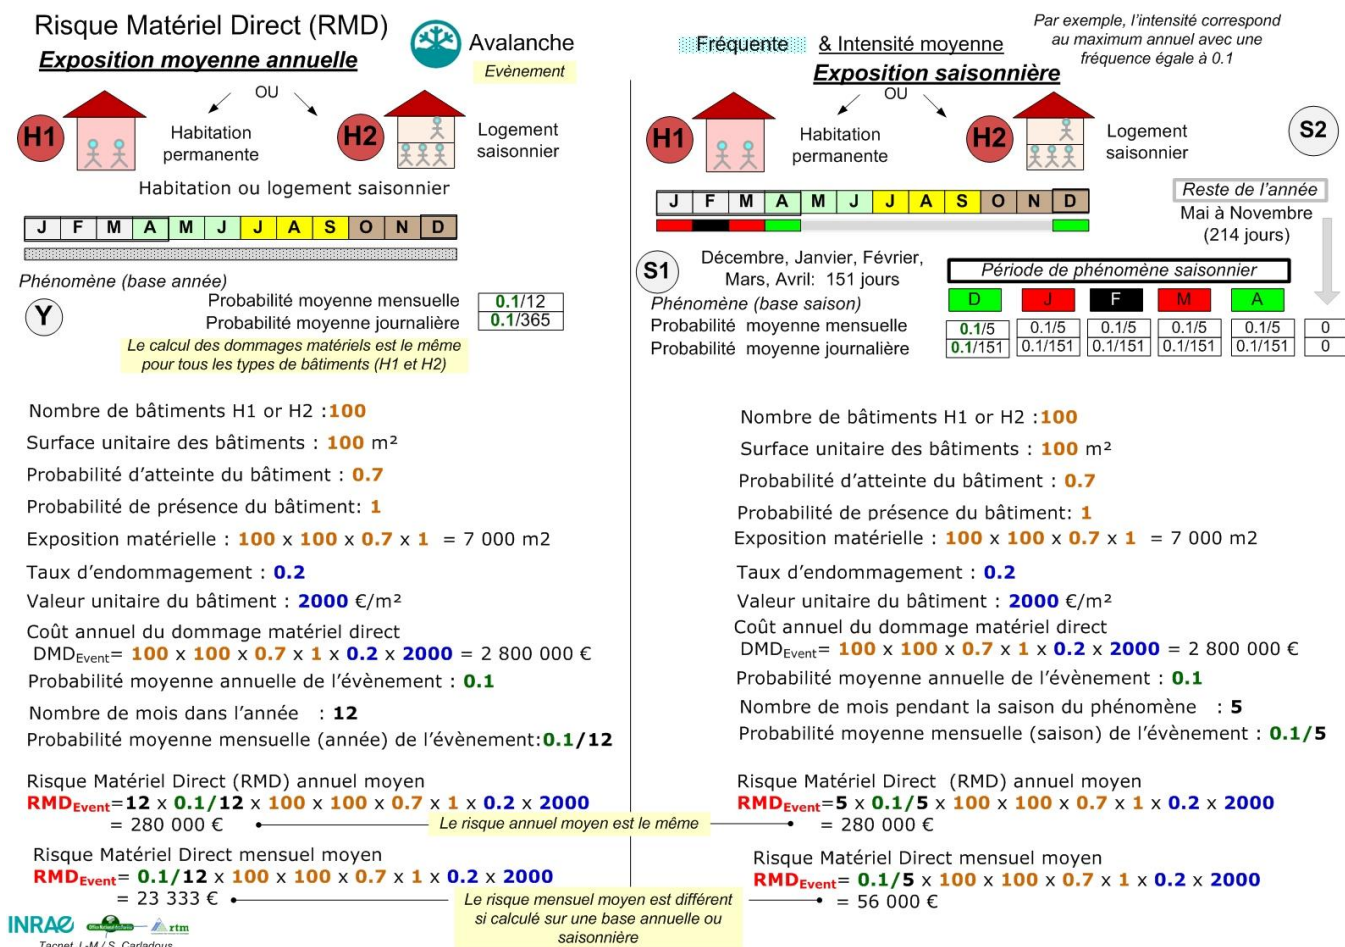 Risque Matériel Direct (RMD)
Exposition moyenne annuelle
Avalanche
Evènement
OU
H1
Habitation
permanente
H2
Logement
saisonnier
Habitation ou logement saisonnier
J F M A M J J A S O N D
Phénomène (base année)
Y
Probabilité moyenne mensuelle 0.1/12
Probabilité moyenne journalière 0.1/365
Le calcul des dommages matériels est le même
pour tous les types de bâtiments (H1 et H2)
Nombre de bâtiments H1 or H2 :100
Surface unitaire des bâtiments : 100 m²
Probabilité d'atteinte du bâtiment : 0.7
Probabilité de présence du bâtiment: 1
Exposition matérielle : 100 x 100 x 0.7 x 1 = 7 000 m2
Taux d'endommagement : 0.2
Valeur unitaire du bâtiment : 2000 €/m²
Coût annuel du dommage matériel direct
DMDEvent= 100 x 100 x 0.7 x 1 x 0.2 x 2000 = 2 800 000 €
Probabilité moyenne annuelle de l'évènement : 0.1
Nombre de mois dans l'année : 12
Probabilité moyenne mensuelle (année) de l'évènement:0.1/12
Risque Matériel Direct (RMD) annuel moyen
RMDEvent=12 x 0.1/12 x 100 x 100 x 0.7 x 1 x 0.2 x 2000
= 280 000 €
Le risque annuel moyen est le même
Risque Matériel Direct mensuel moyen
RMDEvent= 0.1/12 x 100 x 100 x 0.7 x 1 x 0.2 x 2000
= 23 333 €
Le risque mensuel moyen est différent
si calculé sur une base annuelle ou
saisonnière
INRAE
rtm
Tacnet, J-M / S. Carladous
Fréquente & Intensité moyenne
Par exemple, l'intensité correspond
au maximum annuel avec une
fréquence égale à 0.1
Exposition saisonnière
OU
H1
Habitation
permanente
H2
Logement
saisonnier
S2
J F M A M J J A S O N D
Reste de l'année
Mai à Novembre
(214 jours)
S1
Décembre, Janvier, Février,
Mars, Avril: 151 jours
Période de phénomène saisonnier
D J F M A
Phénomène (base saison)
Probabilité moyenne mensuelle 0.1/5 0.1/5 0.1/5 0.1/5 0.1/5 0
Probabilité moyenne journalière 0.1/151 0.1/151 0.1/151 0.1/151 0.1/151 0
Nombre de bâtiments H1 or H2 :100
Surface unitaire des bâtiments : 100 m²
Probabilité d'atteinte du bâtiment : 0.7
Probabilité de présence du bâtiment: 1
Exposition matérielle : 100 x 100 x 0.7 x 1 = 7 000 m2
Taux d'endommagement : 0.2
Valeur unitaire du bâtiment : 2000 €/m²
Coût annuel du dommage matériel direct
DMDEvent= 100 x 100 x 0.7 x 1 x 0.2 x 2000 = 2 800 000 €
Probabilité moyenne annuelle de l'évènement : 0.1
Nombre de mois pendant la saison du phénomène : 5
Probabilité moyenne mensuelle (saison) de l'évènement : 0.1/5
Risque Matériel Direct (RMD) annuel moyen
RMDEvent=5 x 0.1/5 x 100 x 100 x 0.7 x 1 x 0.2 x 2000
= 280 000 €
Risque Matériel Direct mensuel moyen
RMDEvent= 0.1/5 x 100 x 100 x 0.7 x 1 x 0.2 x 2000
= 56 000 €